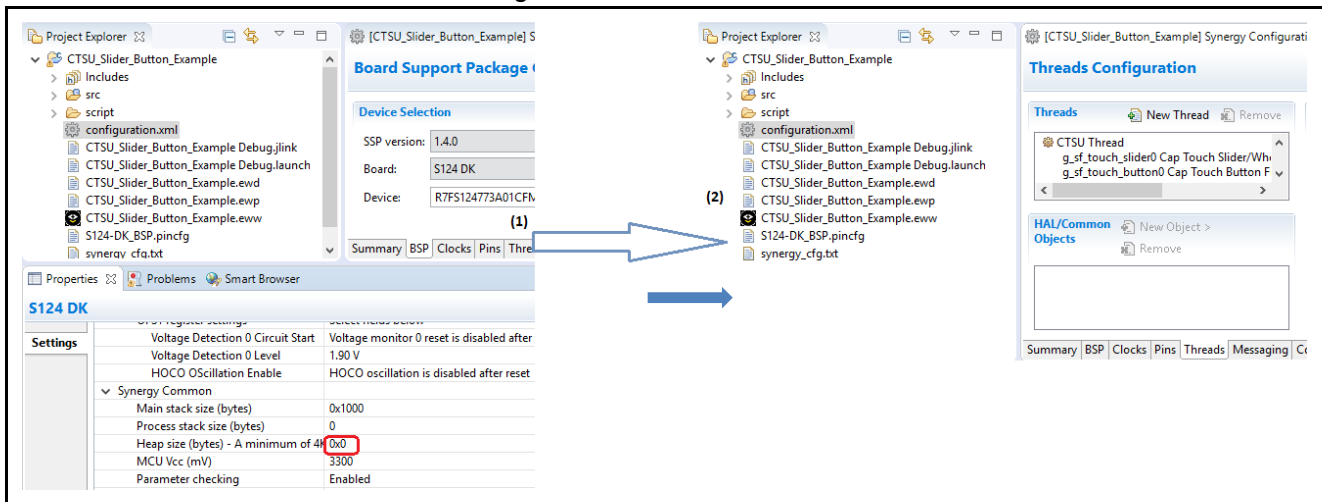 Project Explorer
CTSU_Slider_Button_Example
Includes
src
script
configuration.xml
CTSU_Slider_Button_Example Debug.jlink
CTSU_Slider_Button_Example Debug.launch
CTSU_Slider_Button_Example.ewd
CTSU_Slider_Button_Example.ewp
CTSU_Slider_Button_Example.eww
S124-DK_BSP.pincfg
synergy_cfg.txt
[CTSU_Slider_Button_Example] S
Board Support Package
Device Selection
SSP version: 1.4.0
Board: S124 DK
Device: R7FS124773A01CFM
(1)
Summary BSP Clocks Pins Thre
Properties Problems Smart Browser
S124 DK
Settings
Voltage Detection 0 Circuit Start Voltage monitor 0 reset is disabled after
Voltage Detection 0 Level 1.90 V
HOCO OScillation Enable HOCO oscillation is disabled after reset
Synergy Common
Main stack size (bytes) 0x1000
Process stack size (bytes) 0
Heap size (bytes) - A minimum of 4K 0x0
MCU Vcc (mV) 3300
Parameter checking Enabled
Project Explorer
CTSU_Slider_Button_Example
Includes
src
script
configuration.xml
CTSU_Slider_Button_Example Debug.jlink
CTSU_Slider_Button_Example Debug.launch
CTSU_Slider_Button_Example.ewd
(2)
CTSU_Slider_Button_Example.ewp
CTSU_Slider_Button_Example.eww
S124-DK_BSP.pincfg
synergy_cfg.txt
[CTSU_Slider_Button_Example] Synergy Configurati
Threads Configuration
Threads New Thread Remove
CTSU Thread
g_sf_touch_slider0 Cap Touch Slider/Whe
g_sf_touch_button0 Cap Touch Button F
HAL/Common Objects
New Object >
Remove
Summary BSP Clocks Pins Threads Messaging Co